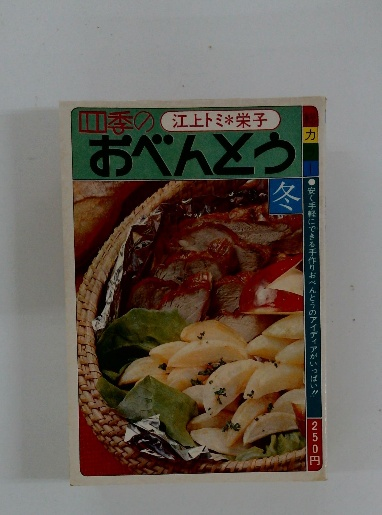 四季の
江上トミ*栄子
おべんとう
冬
カ
●安く手軽にできる手作りおべんとうのアイディアがいっぱい!!
250円